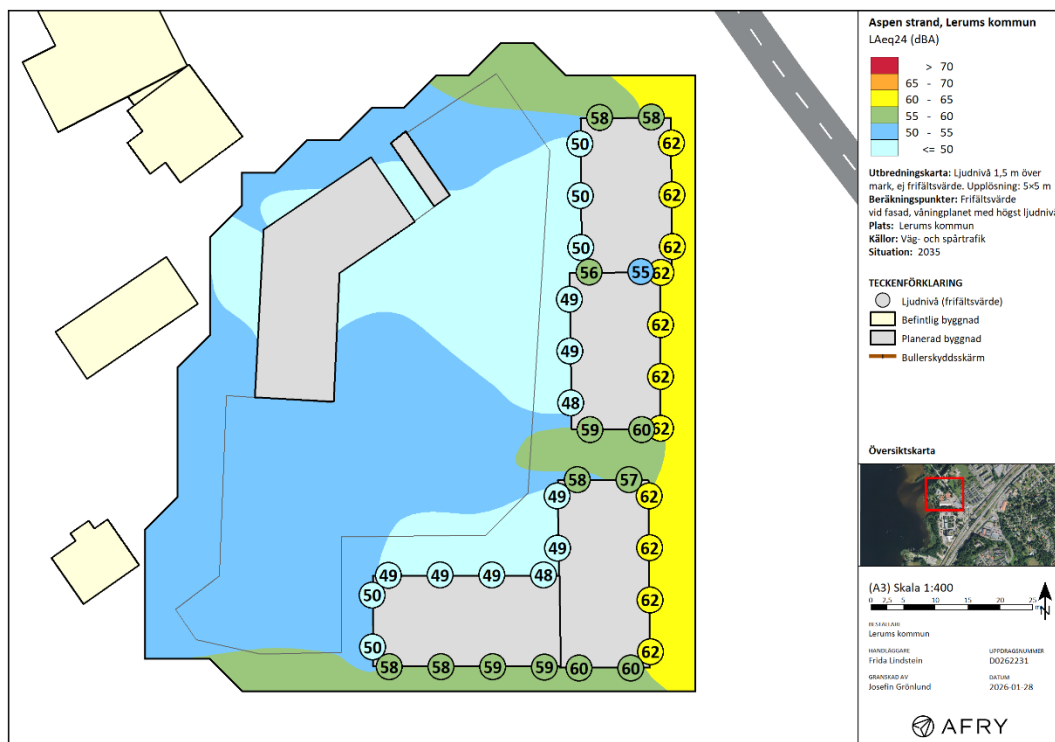 Aspen strand, Lerums kommun
LAeq24 (dBA)
> 70
65 - 70
60 - 65
55 - 60
50 - 55
<= 50
Utbredningskarta: Ljudnivå 1,5 m över
mark, ej frifältsvärde. Upplösning: 5×5 m
Beräkningspunkter: Frifältsvärde
vid fasad, våningplanet med högst ljudnivå
Plats: Lerums kommun
Källor: Väg- och spårtrafik
Situation: 2035
TECKENFÖRKLARING
Ljudnivå (frifältsvärde)
Befintlig byggnad
Planerad byggnad
Bullerskyddsskärm
Översiktskarta
(A3) Skala 1:400
0 2,5 5 10 15 20 25
N
BESTÄLLARE
Lerums kommun
HANDLÄGGARE UPPDRAGSNUMMER
Frida Lindstein D0262231
GRANSKAD AV DATUM
Josefin Grönlund 2026-01-28
AFRY
58 58
50 62
50 62
50 62
56 55 62
49
62
49
62
48
59 60 62
58 57
49 62
49 62
49 49 49 48
50 62
50 62
58 58 59 59 60 60